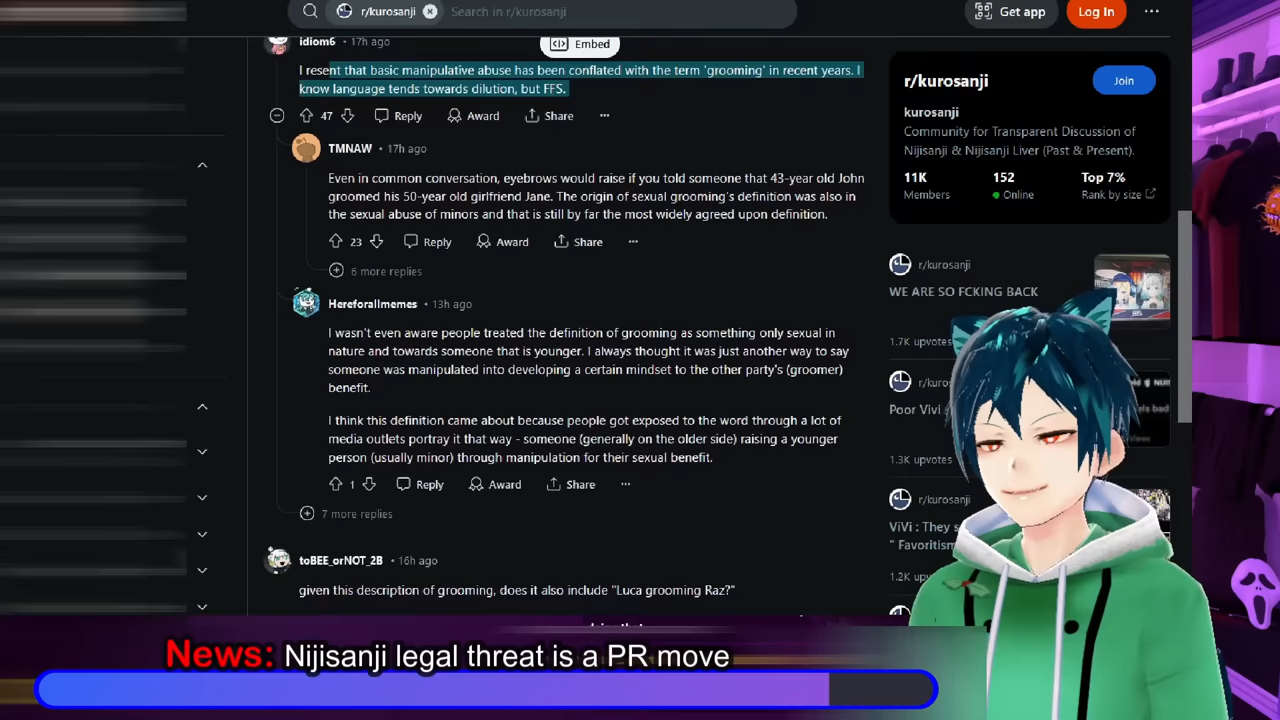 r/kurosanji
Search in r/kurosanji
Get app
Log In
idiom6 • 17h ago
Embed
I resent that basic manipulative abuse has been conflated with the term 'grooming' in recent years. I
know language tends towards dilution, but FFS.
47 Reply Award Share
TMNAW • 17h ago
Even in common conversation, eyebrows would raise if you told someone that 43-year old John
groomed his 50-year old girlfriend Jane. The origin of sexual grooming's definition was also in
the sexual abuse of minors and that is still by far the most widely agreed upon definition.
23 Reply Award Share
6 more replies
Hereforallmemes • 13h ago
I wasn't even aware people treated the definition of grooming as something only sexual in
nature and towards someone that is younger. I always thought it was just another way to say
someone was manipulated into developing a certain mindset to the other party's (groomer)
benefit.
I think this definition came about because people got exposed to the word through a lot of
media outlets portray it that way - someone (generally on the older side) raising a younger
person (usually minor) through manipulation for their sexual benefit.
1 Reply Award Share
7 more replies
toBEE_orNOT_2B • 16h ago
given this description of grooming, does it also include "Luca grooming Raz?"
r/kurosanji
Join
kurosanji
Community for Transparent Discussion of
Nijisanji & Nijisanji Liver (Past & Present).
11K 152 Top 7%
Members Online Rank by size
r/kurosanji
WE ARE SO FCKING BACK
1.7K upvotes
r/kuro
Poor Vivi
1.3K upvotes
r/kurosanji
ViVi : They s
" Favoritism
1.2K up
News: Nijisanji legal threat is a PR move